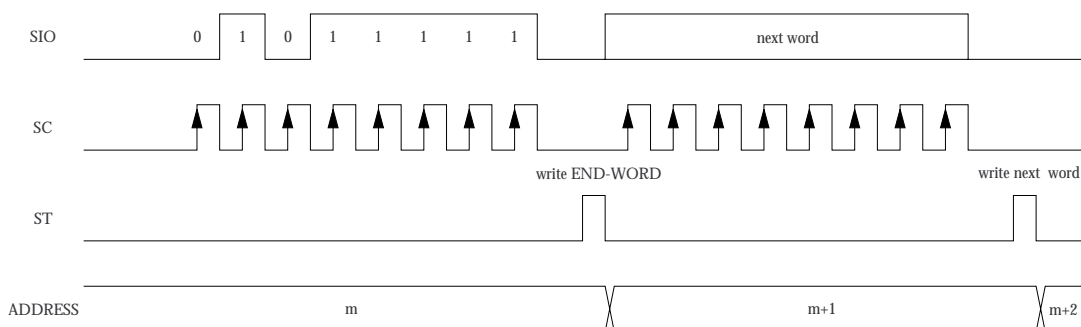 SIO 0 1 0 1 1 1 1 1 next word
SC
write END-WORD write next word
ST
ADDRESS m m+1 m+2